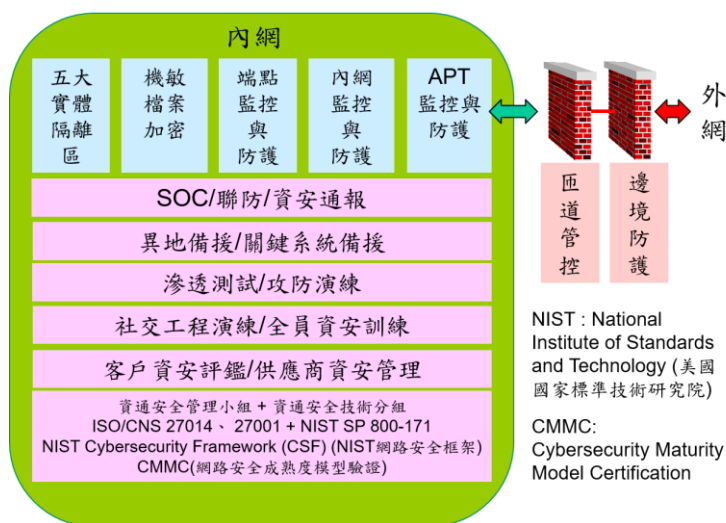 內網
五大
實體
隔離
區
機敏
檔案
加密
端點
監控
與
防護
內網
監控
與
防護
APT
監控與
防護
SOC/聯防/資安通報
異地備援/關鍵系統備援
滲透測試/攻防演練
社交工程演練/全員資安訓練
客戶資安評鑑/供應商資安管理
資通安全管理小組 + 資通安全技術分組
ISO/CNS 27014、 27001 + NIST SP 800-171
NIST Cybersecurity Framework (CSF) (NIST網路安全框架)
CMMC(網路安全成熟度模型驗證)
外
網
匝
道
管
控
邊
境
防
護
NIST : National
Institute of Standards
and Technology (美國
國家標準技術研究院)
CMMC:
Cybersecurity Maturity
Model Certification